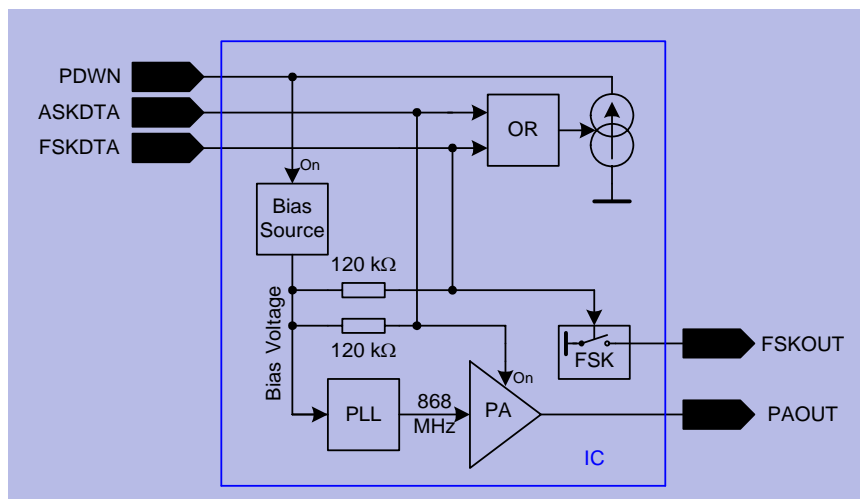 PDWN
ASKDTA
FSKDTA
OR
On
Bias
Source
120 kΩ
Bias Voltage
120 kΩ
On
FSK
FSKOUT
PLL
868
MHz
PA
PAOUT
IC